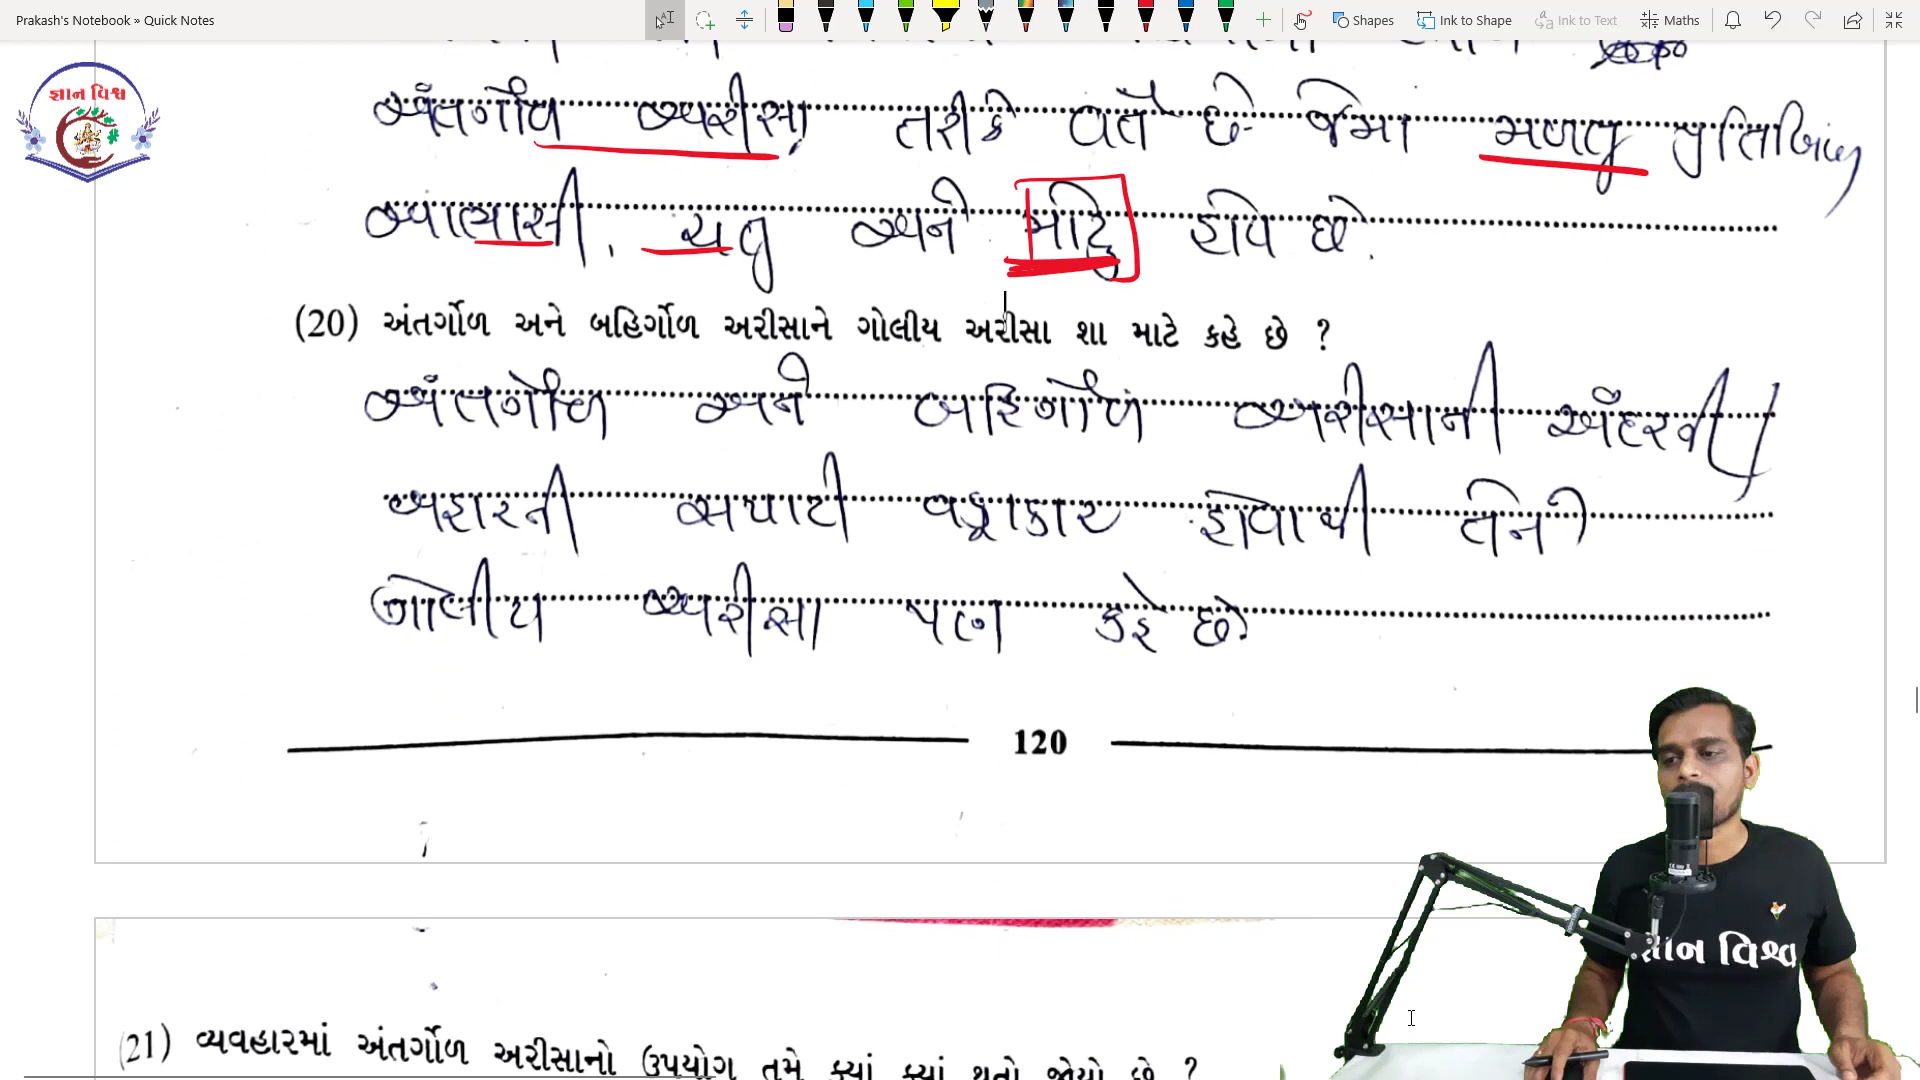 Prakash's Notebook » Quick Notes
Shapes
Ink to Shape
Ink to Text
Maths
જ્ઞાન વિશ્વ
અંતર્ગોળ અરીસા તરીકે વર્તે છે જેમાં મળતુ પ્રતિબિંબ
આભાસી, ચતુ અને મોટુ હોય છે.
(20) અંતર્ગોળ અને બહિર્ગોળ અરીસાને ગોલીય અરીસા શા માટે કહે છે ?
અંતર્ગોળ અને બહિર્ગોળ અરીસાની અંદરની/
બહારની સપાટી વક્રાકાર હોવાથી તેને
ગોલીય અરીસા પણ કહે છે.
120
જ્ઞાન વિશ્વ
(21) વ્યવહારમાં અંતર્ગોળ અરીસાનો ઉપયોગ તમે ક્યાં ક્યાં થતો જોયો છે ?